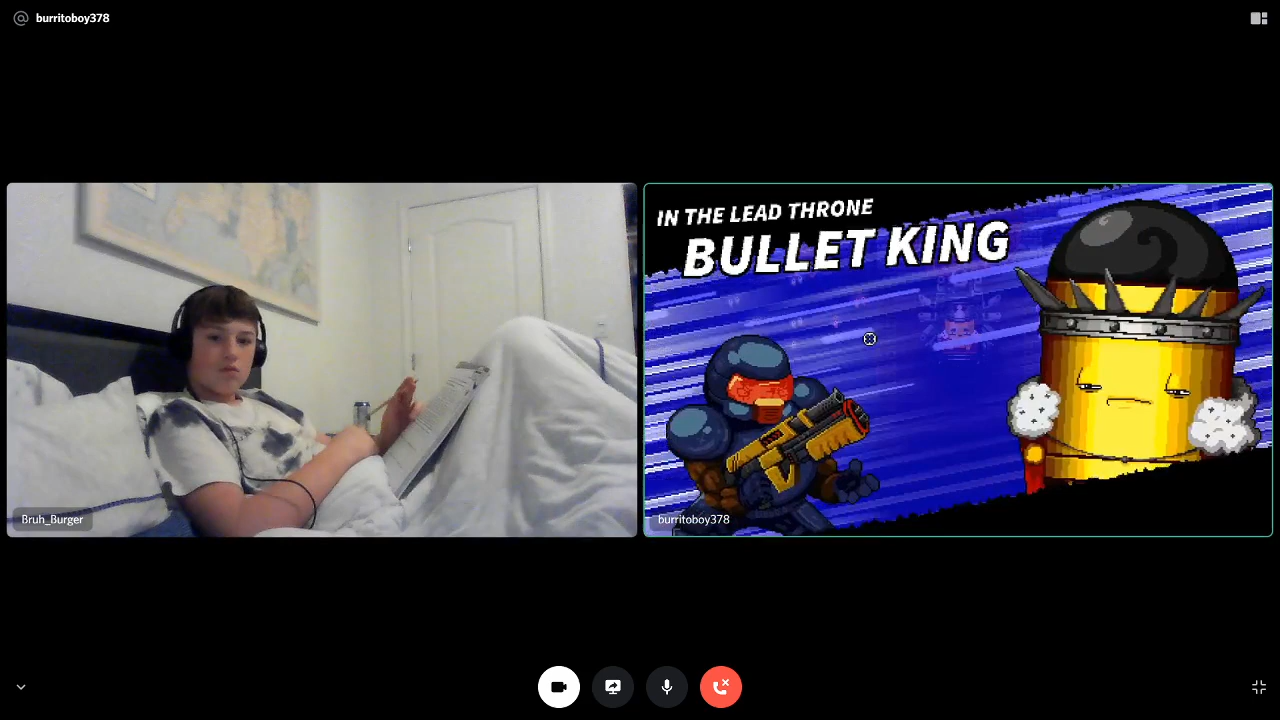 burritoboy378
IN THE LEAD THRONE
BULLET KING
Bruh_Burger
burritoboy378